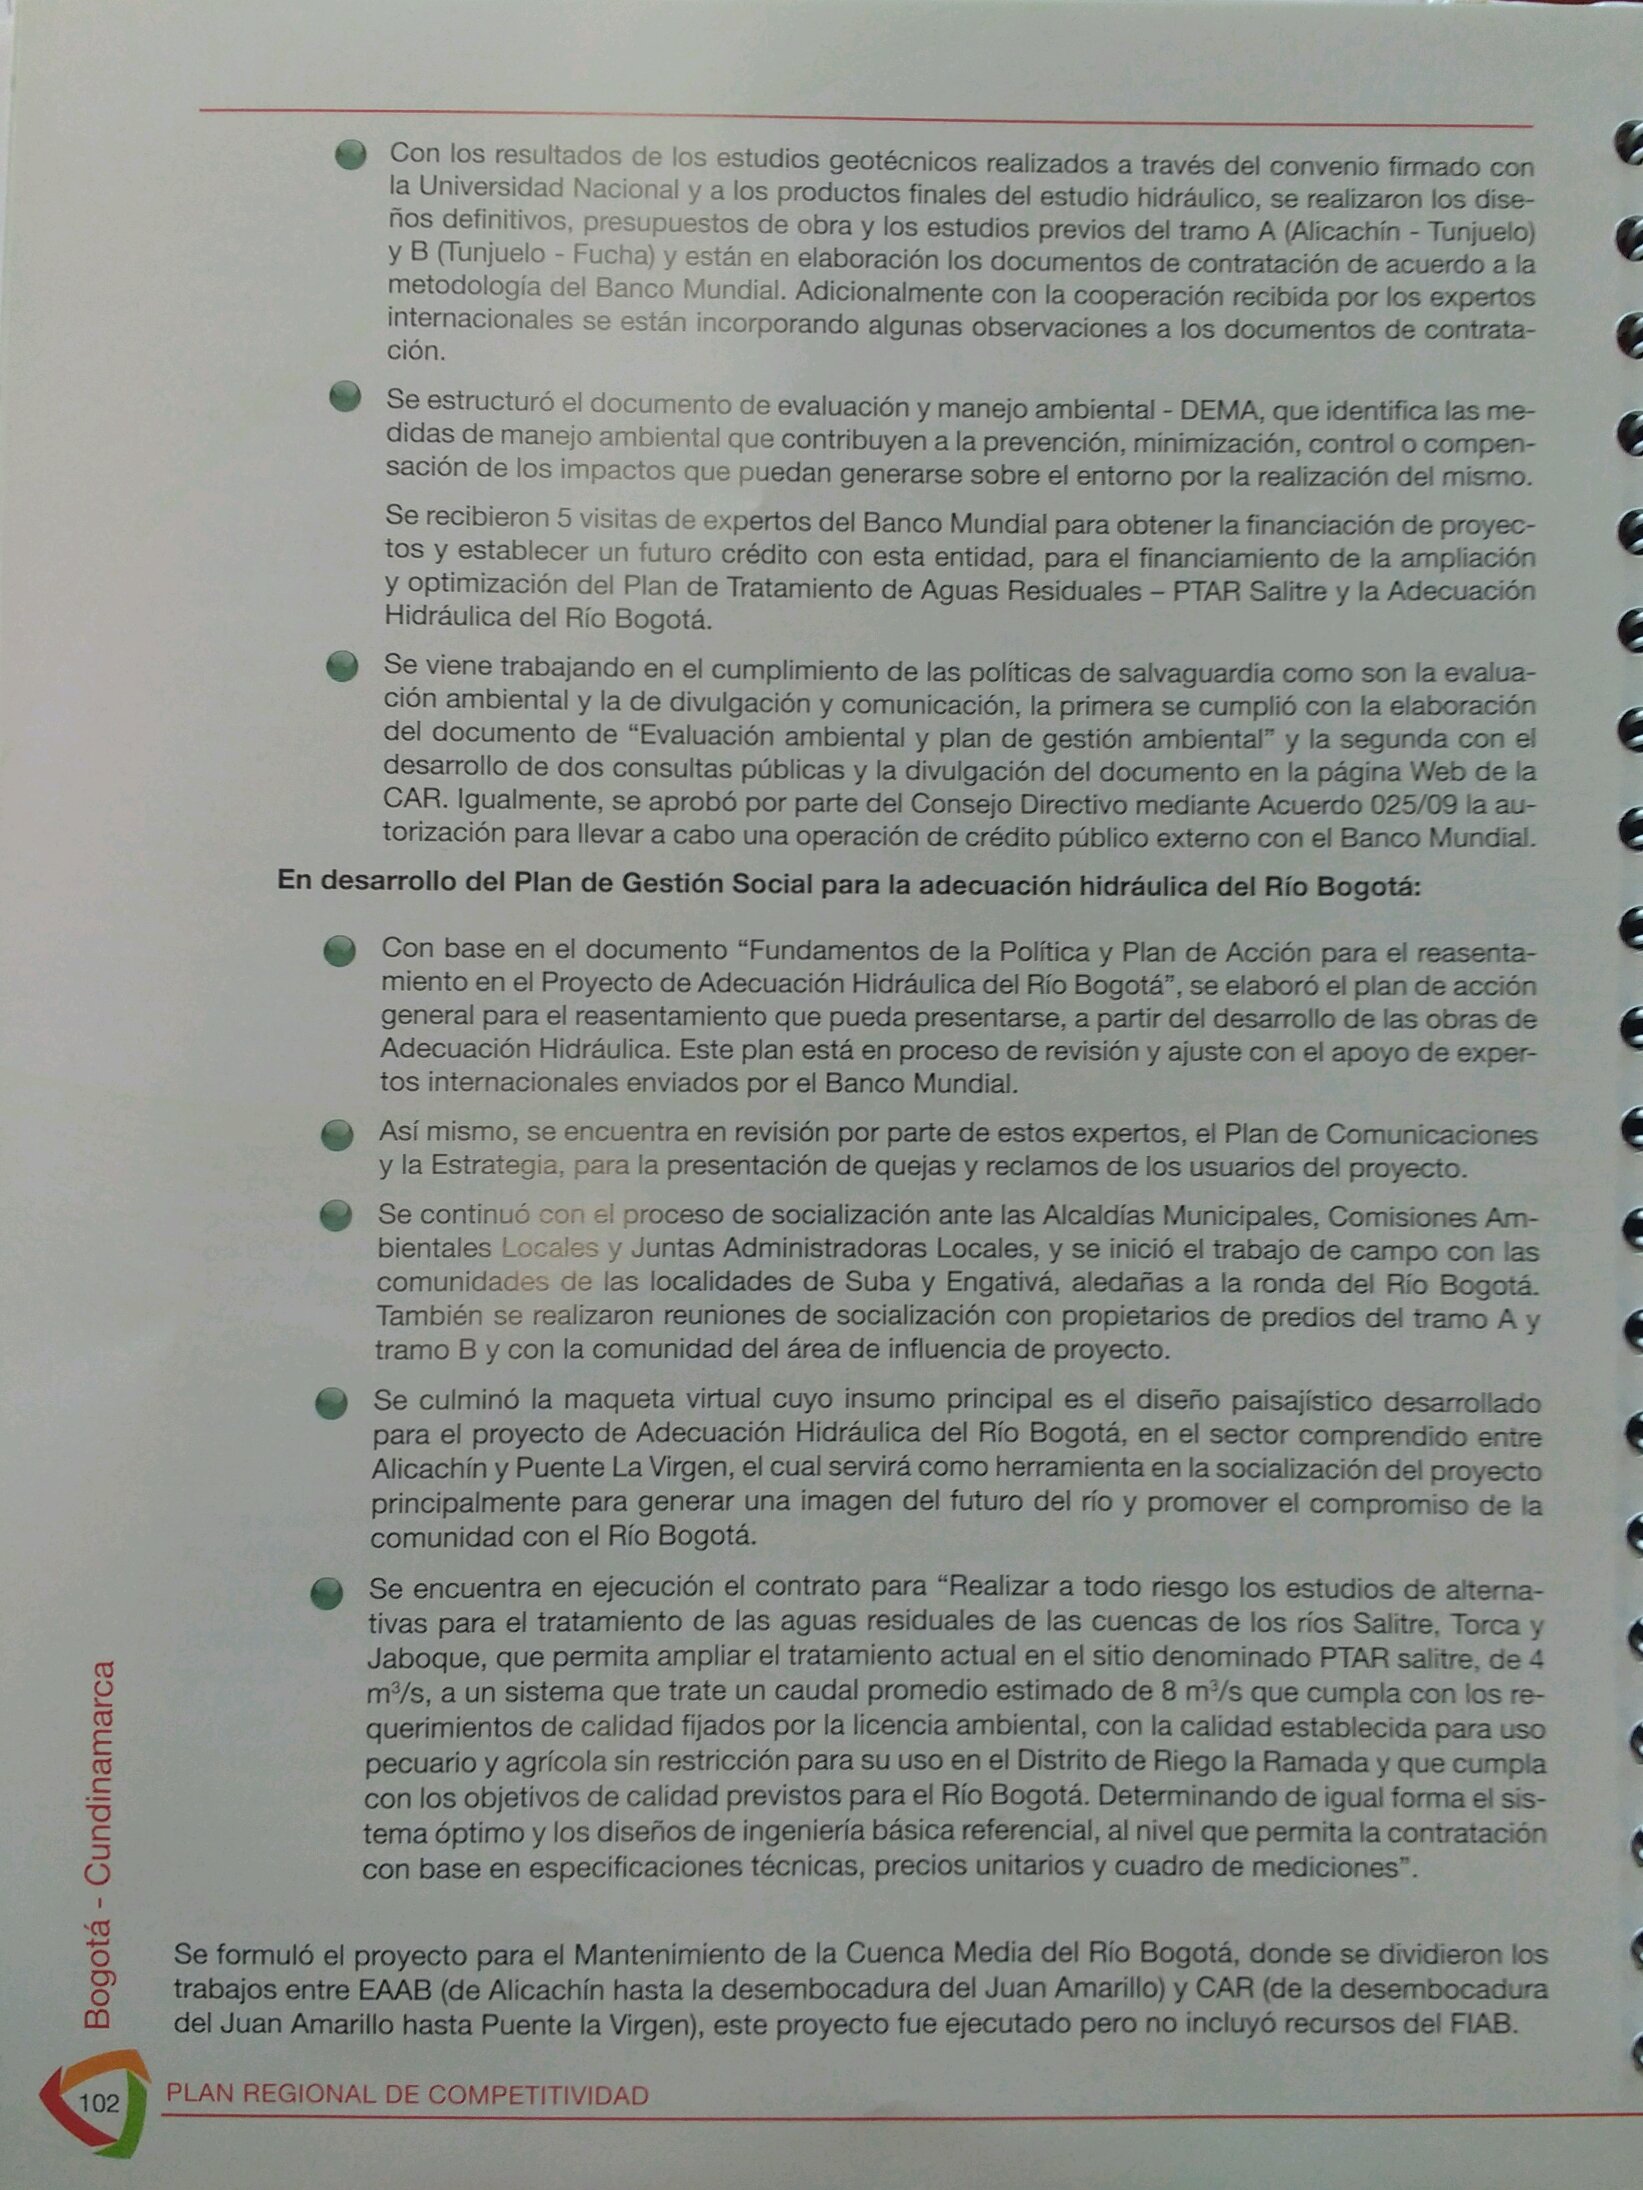 Con los resultados de los estudios geotécnicos realizados a través del convenio firmado con
la Universidad Nacional y a los productos finales del estudio hidráulico, se realizaron los dise-
ños definitivos, presupuestos de obra y los estudios previos del tramo A (Alicachín - Tunjuelo)
y B (Tunjuelo - Fucha) y están en elaboración los documentos de contratación de acuerdo a la
metodología del Banco Mundial. Adicionalmente con la cooperación recibida por los expertos
internacionales se están incorporando algunas observaciones a los documentos de contrata-
ción.
Se estructuró el documento de evaluación y manejo ambiental - DEMA, que identifica las me-
didas de manejo ambiental que contribuyen a la prevención, minimización, control o compen-
sación de los impactos que puedan generarse sobre el entorno por la realización del mismo.
Se recibieron 5 visitas de expertos del Banco Mundial para obtener la financiación de proyec-
tos y establecer un futuro crédito con esta entidad, para el financiamiento de la ampliación
y optimización del Plan de Tratamiento de Aguas Residuales – PTAR Salitre y la Adecuación
Hidráulica del Río Bogotá.
Se viene trabajando en el cumplimiento de las políticas de salvaguardia como son la evalua-
ción ambiental y la de divulgación y comunicación, la primera se cumplió con la elaboración
del documento de “Evaluación ambiental y plan de gestión ambiental” y la segunda con el
desarrollo de dos consultas públicas y la divulgación del documento en la página Web de la
CAR. Igualmente, se aprobó por parte del Consejo Directivo mediante Acuerdo 025/09 la au-
torización para llevar a cabo una operación de crédito público externo con el Banco Mundial.
En desarrollo del Plan de Gestión Social para la adecuación hidráulica del Río Bogotá:
Con base en el documento “Fundamentos de la Política y Plan de Acción para el reasenta-
miento en el Proyecto de Adecuación Hidráulica del Río Bogotá”, se elaboró el plan de acción
general para el reasentamiento que pueda presentarse, a partir del desarrollo de las obras de
Adecuación Hidráulica. Este plan está en proceso de revisión y ajuste con el apoyo de exper-
tos internacionales enviados por el Banco Mundial.
Así mismo, se encuentra en revisión por parte de estos expertos, el Plan de Comunicaciones
y la Estrategia, para la presentación de quejas y reclamos de los usuarios del proyecto.
Se continuó con el proceso de socialización ante las Alcaldías Municipales, Comisiones Am-
bientales Locales y Juntas Administradoras Locales, y se inició el trabajo de campo con las
comunidades de las localidades de Suba y Engativá, aledañas a la ronda del Río Bogotá.
También se realizaron reuniones de socialización con propietarios de predios del tramo A y
tramo B y con la comunidad del área de influencia de proyecto.
Se culminó la maqueta virtual cuyo insumo principal es el diseño paisajístico desarrollado
para el proyecto de Adecuación Hidráulica del Río Bogotá, en el sector comprendido entre
Alicachín y Puente La Virgen, el cual servirá como herramienta en la socialización del proyecto
principalmente para generar una imagen del futuro del río y promover el compromiso de la
comunidad con el Río Bogotá.
Se encuentra en ejecución el contrato para “Realizar a todo riesgo los estudios de alterna-
tivas para el tratamiento de las aguas residuales de las cuencas de los ríos Salitre, Torca y
Jaboque, que permita ampliar el tratamiento actual en el sitio denominado PTAR salitre, de 4
m³/s, a un sistema que trate un caudal promedio estimado de 8 m³/s que cumpla con los re-
querimientos de calidad fijados por la licencia ambiental, con la calidad establecida para uso
pecuario y agrícola sin restricción para su uso en el Distrito de Riego la Ramada y que cumpla
con los objetivos de calidad previstos para el Río Bogotá. Determinando de igual forma el sis-
tema óptimo y los diseños de ingeniería básica referencial, al nivel que permita la contratación
con base en especificaciones técnicas, precios unitarios y cuadro de mediciones”.
Se formuló el proyecto para el Mantenimiento de la Cuenca Media del Río Bogotá, donde se dividieron los
trabajos entre EAAB (de Alicachín hasta la desembocadura del Juan Amarillo) y CAR (de la desembocadura
del Juan Amarillo hasta Puente la Virgen), este proyecto fue ejecutado pero no incluyó recursos del FIAB.
Bogotá - Cundinamarca
102
PLAN REGIONAL DE COMPETITIVIDAD